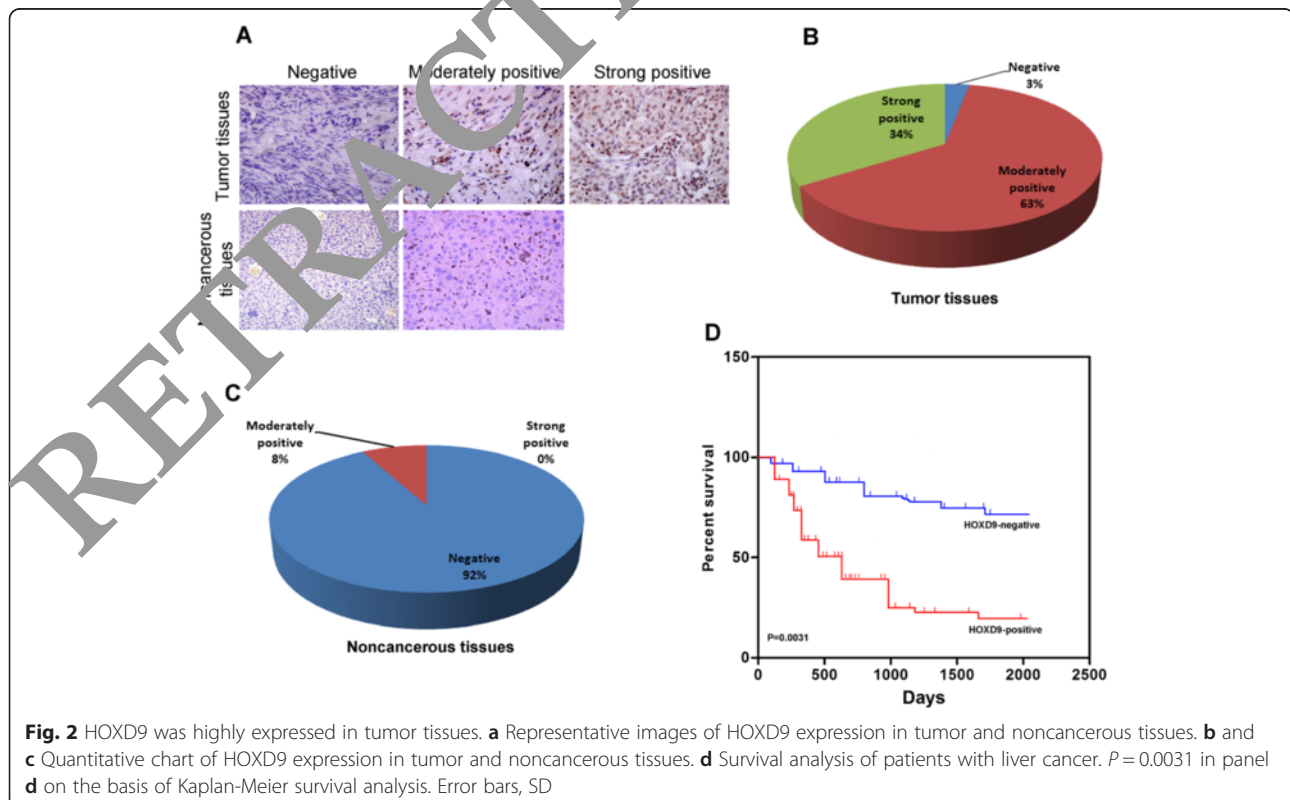 A
Negative
Moderately positive
Strong positive
Tumor tissues
tissues
B
Negative
3%
Strong
positive
34%
Moderately
positive
63%
Tumor tissues
C
Moderately
positive
8%
Strong
positive
0%
Negative
92%
Noncancerous tissues
D
150
100
50
0
Percent survival
HOXD9-negative
HOXD9-positive
P=0.0031
0
500
1000
1500
2000
2500
Days
Fig. 2 HOXD9 was highly expressed in tumor tissues. a Representative images of HOXD9 expression in tumor and noncancerous tissues. b and
c Quantitative chart of HOXD9 expression in tumor and noncancerous tissues. d Survival analysis of patients with liver cancer. P = 0.0031 in panel
d on the basis of Kaplan-Meier survival analysis. Error bars, SD